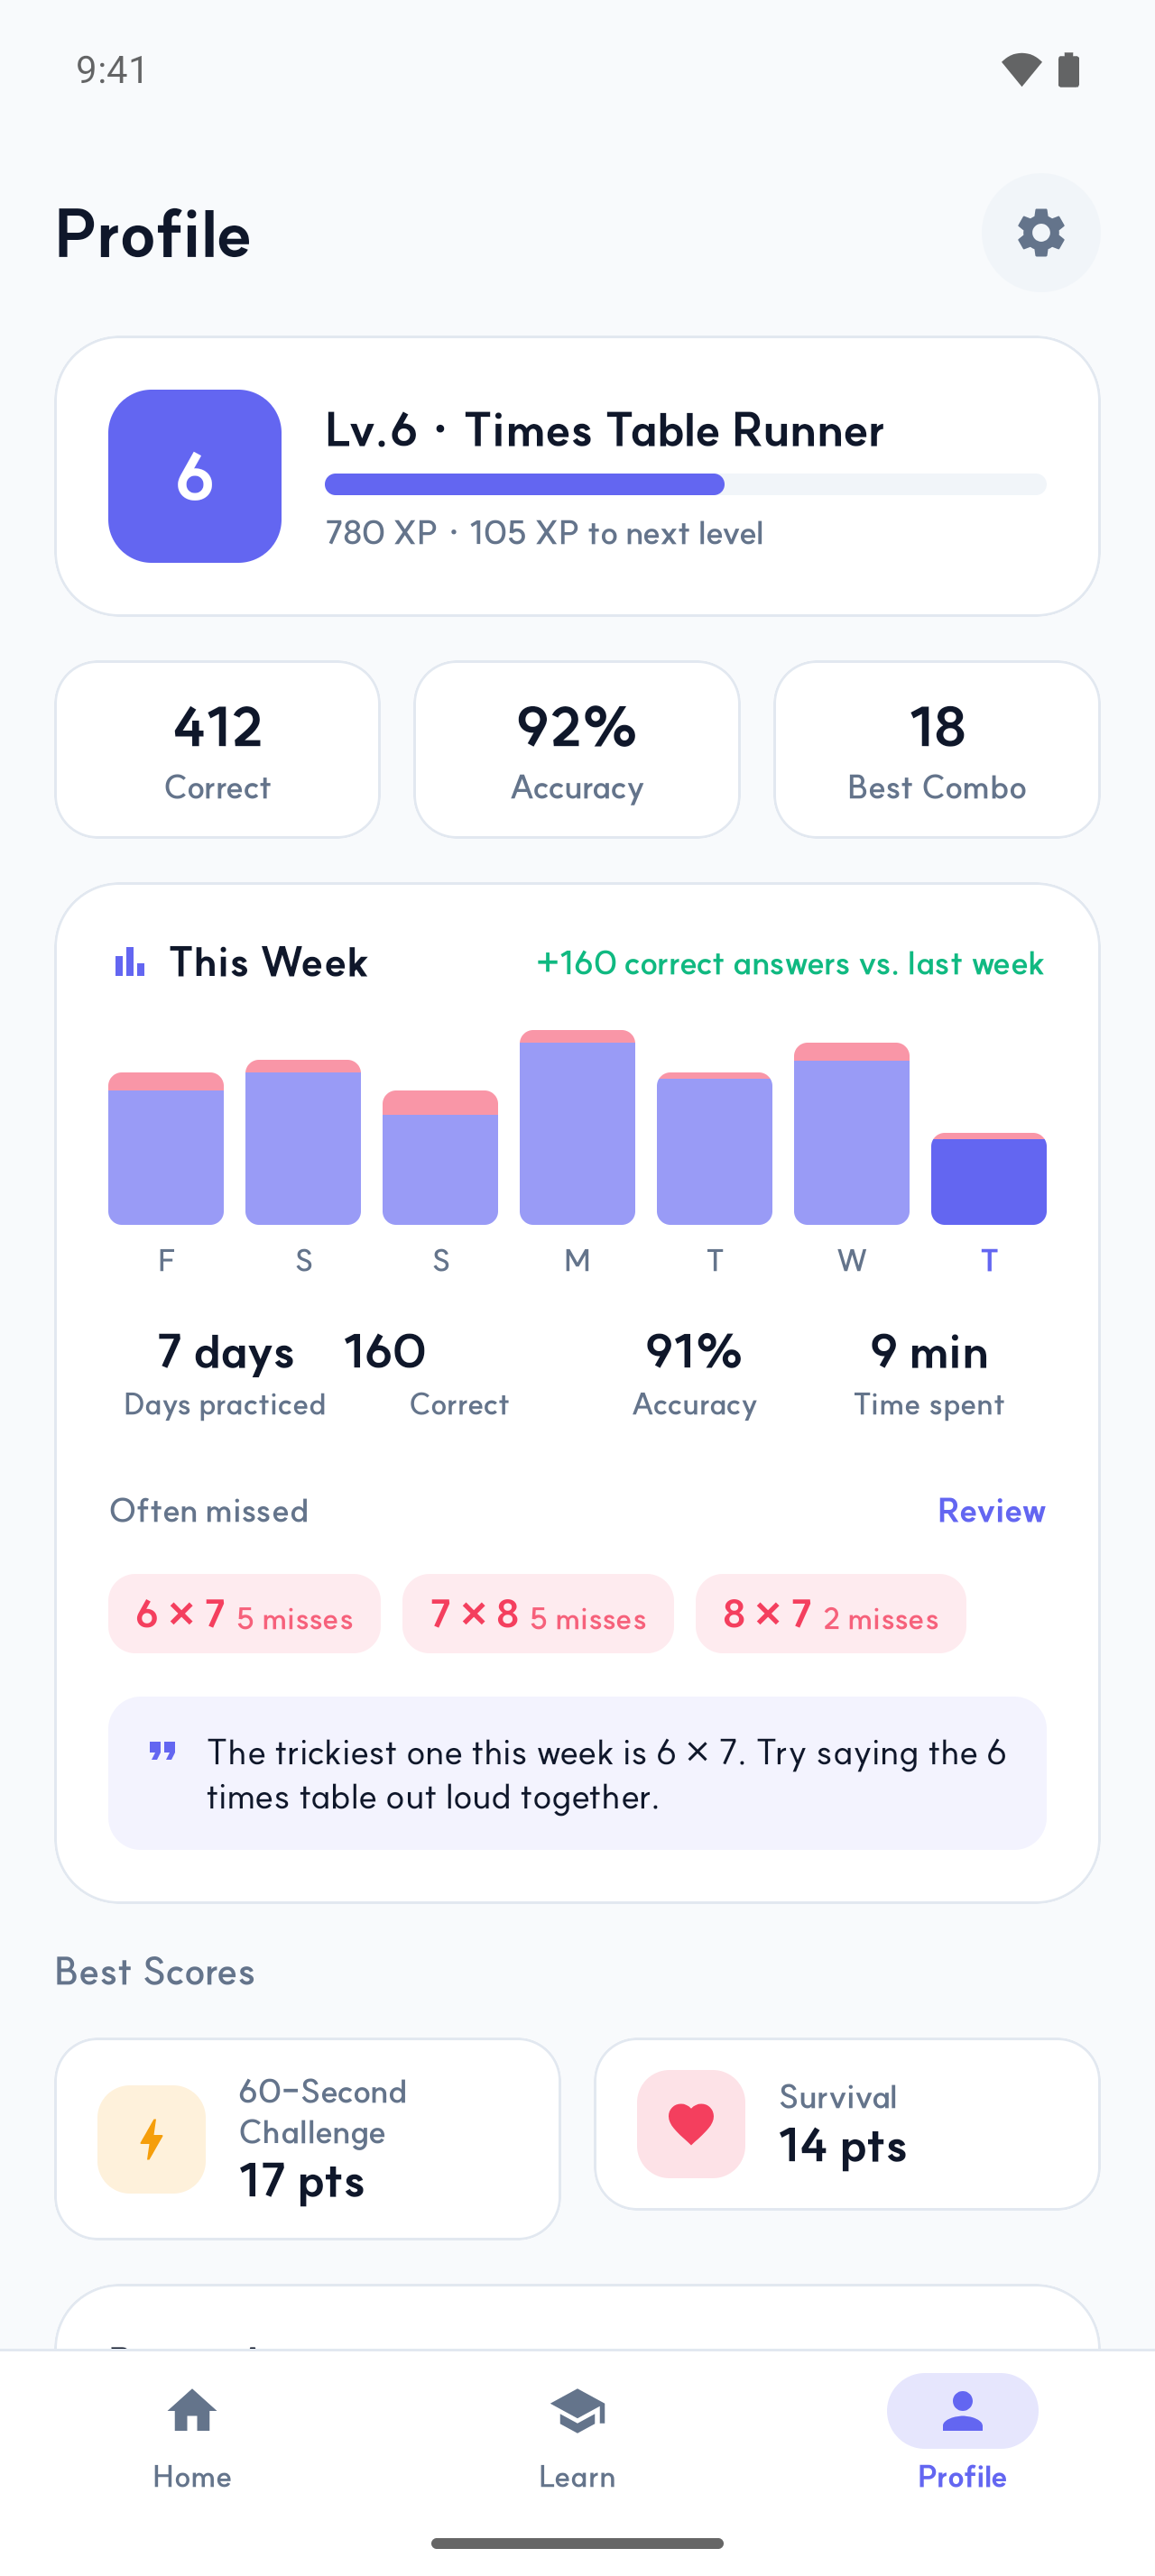 9:41
Profile
6
Lv.6 · Times Table Runner
780 XP · 105 XP to next level
412
Correct
92%
Accuracy
18
Best Combo
This Week
+160 correct answers vs. last week
F S S M T W T
7 days
Days practiced
160
Correct
91%
Accuracy
9 min
Time spent
Often missed
Review
6 × 7 5 misses
7 × 8 5 misses
8 × 7 2 misses
The trickiest one this week is 6 × 7. Try saying the 6
times table out loud together.
Best Scores
60-Second
Challenge
17 pts
Survival
14 pts
Home
Learn
Profile